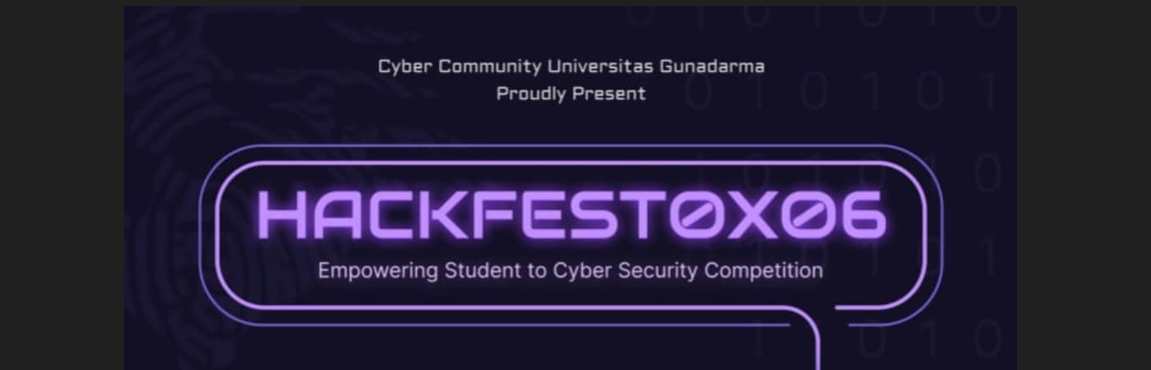 Cyber Community Universitas Gunadarma
Proudly Present
HACKFEST0X06
Empowering Student to Cyber Security Competition